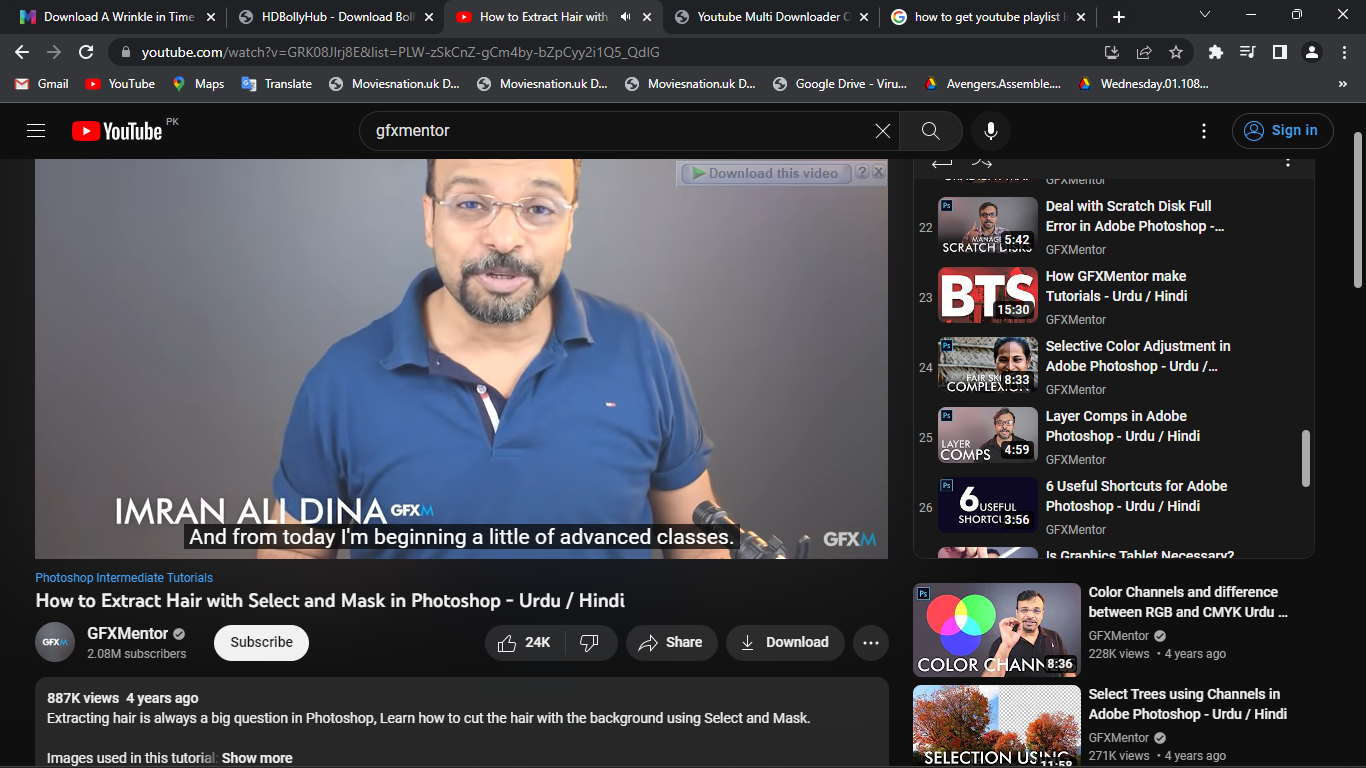 Download A Wrinkle in Time
HDBollyHub - Download Boll
How to Extract Hair with
Youtube Multi Downloader O
how to get youtube playlist li
youtube.com/watch?v=GRK08JIrj8E&list=PLW-zSkCnZ-gCm4by-bZpCyy2i1Q5_QdlG
Gmail
YouTube
Maps
Translate
Moviesnation.uk D...
Moviesnation.uk D...
Moviesnation.uk D...
Google Drive - Viru...
Avengers.Assemble....
Wednesday.01.108...
»
YouTube PK
gfxmentor
Sign in
Download this video
IMRAN ALI DINA GFXM
And from today I'm beginning a little of advanced classes.
GFXM
Photoshop Intermediate Tutorials
How to Extract Hair with Select and Mask in Photoshop - Urdu / Hindi
GFXM
GFXMentor
2.08M subscribers
Subscribe
24K
Share
Download
887K views 4 years ago
Extracting hair is always a big question in Photoshop, Learn how to cut the hair with the background using Select and Mask.
Images used in this tutorial: Show more
GFXMentor
22
Ps
MANAGE
SCRATCH DISKS
5:42
Deal with Scratch Disk Full
Error in Adobe Photoshop -...
GFXMentor
23
BTS
15:30
How GFXMentor make
Tutorials - Urdu / Hindi
GFXMentor
24
Ps
FAIR SK
COMPLEXION
8:33
Selective Color Adjustment in
Adobe Photoshop - Urdu /...
GFXMentor
25
Ps
LAYER
COMPS
4:59
Layer Comps in Adobe
Photoshop - Urdu / Hindi
GFXMentor
26
Ps
6 USEFUL
SHORTCU
3:56
6 Useful Shortcuts for Adobe
Photoshop - Urdu / Hindi
GFXMentor
Is Graphics Tablet Necessary?
Ps
COLOR CHANN
8:36
Color Channels and difference
between RGB and CMYK Urdu ...
GFXMentor
228K views • 4 years ago
SELECTION USING
11:58
Select Trees using Channels in
Adobe Photoshop - Urdu / Hindi
GFXMentor
271K views • 4 years ago